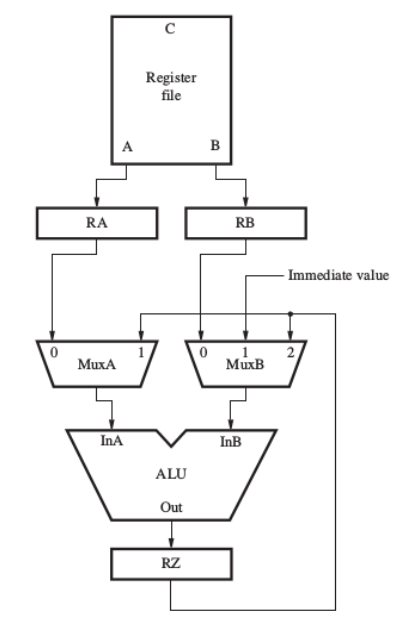 C
Register
file
A B
RA RB
Immediate value
0 1 0 1 2
MuxA MuxB
InA InB
ALU
Out
RZ